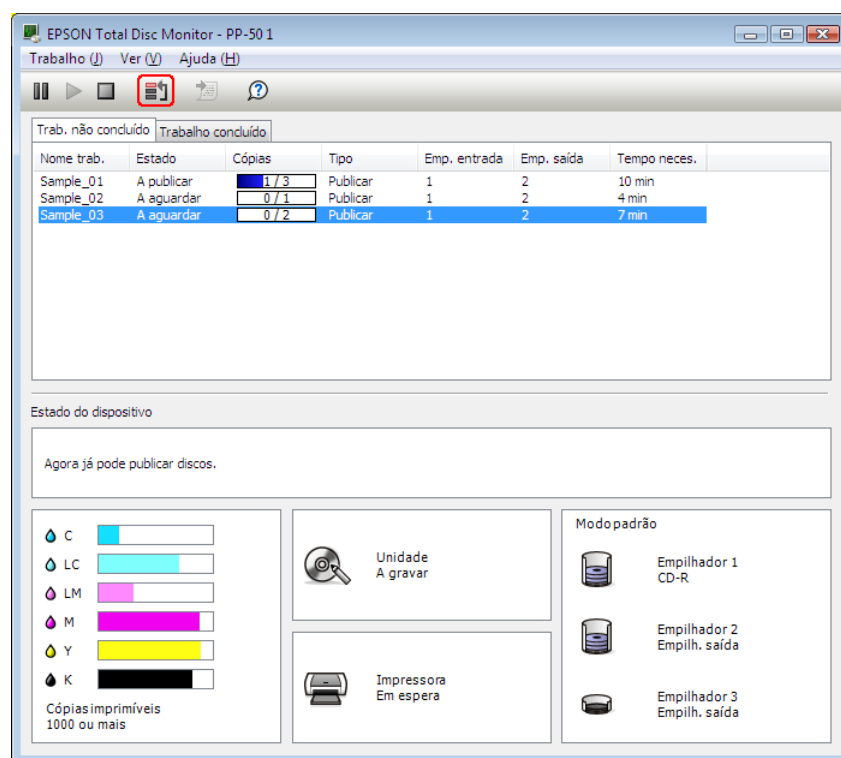 EPSON Total Disc Monitor - PP-50 1
Trabalho (J) Ver (V) Ajuda (H)
Trab. não concluído Trabalho concluído
Nome trab. Estado Cópias Tipo Emp. entrada Emp. saída Tempo neces.
Sample_01 A publicar 1 / 3 Publicar 1 2 10 min
Sample_02 A aguardar 0 / 1 Publicar 1 2 4 min
Sample_03 A aguardar 0 / 2 Publicar 1 2 7 min
Estado do dispositivo
Agora já pode publicar discos.
C
LC
LM
M
Y
K
Cópias imprimíveis
1000 ou mais
Unidade
A gravar
Impressora
Em espera
Modo padrão
Empilhador 1
CD-R
Empilhador 2
Empilh. saída
Empilhador 3
Empilh. saída